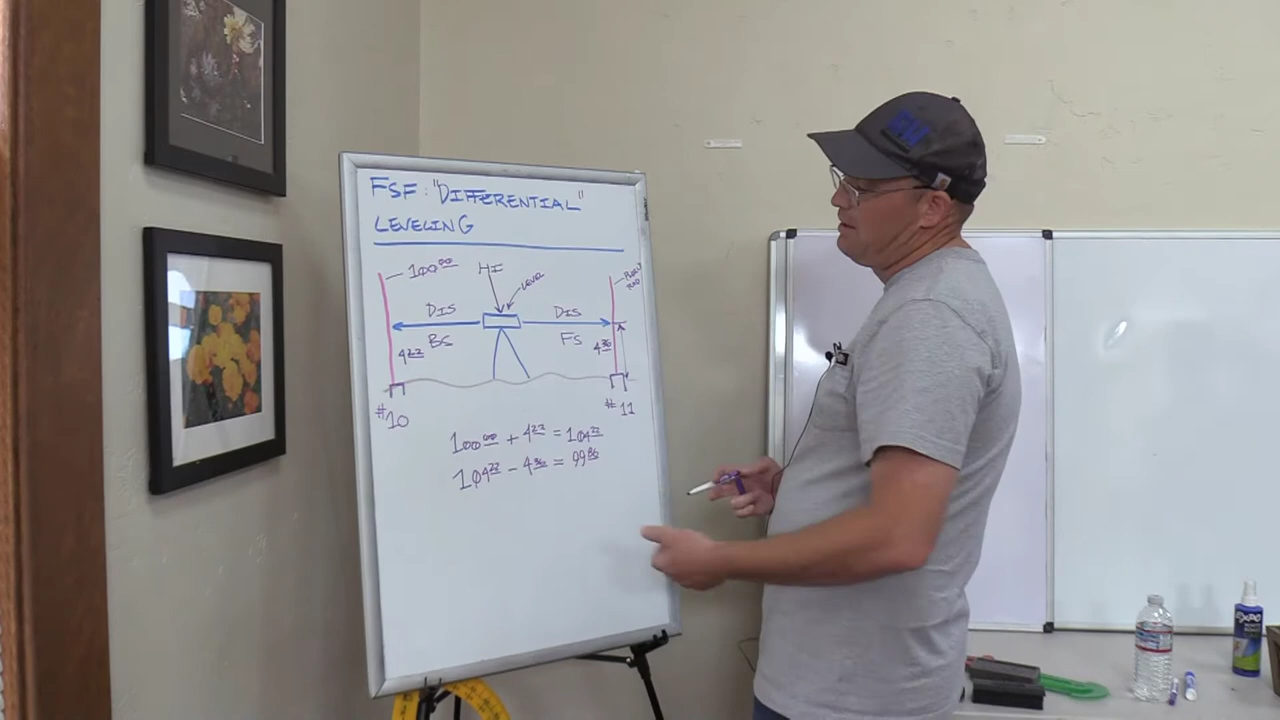 FSF: "DIFFERENTIAL"
LEVELING
100.00
HI
LEVEL
DIS
DIS
BS
FS
4.22
4.36
#10
#11
100.00 + 4.22 = 104.22
104.22 - 4.36 = 99.86
EXPO